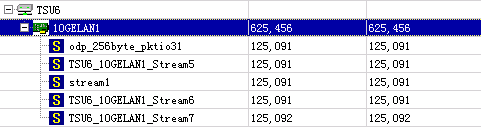 TSU6
10GELAN1 625,456 625,456
S odp_256byte_pktio31 125,091 125,091
S TSU6_10GELAN1_Stream5 125,091 125,091
S stream1 125,091 125,091
S TSU6_10GELAN1_Stream6 125,091 125,091
S TSU6_10GELAN1_Stream7 125,092 125,092